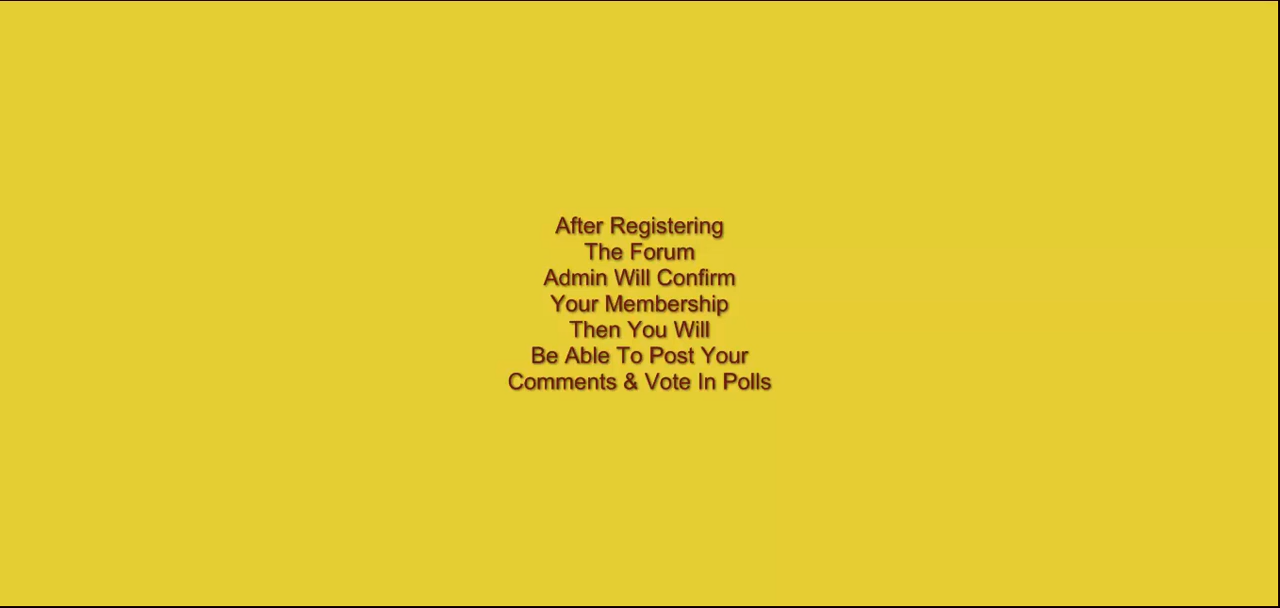 After Registering
The Forum
Admin Will Confirm
Your Membership
Then You Will
Be Able To Post Your
Comments & Vote In Polls